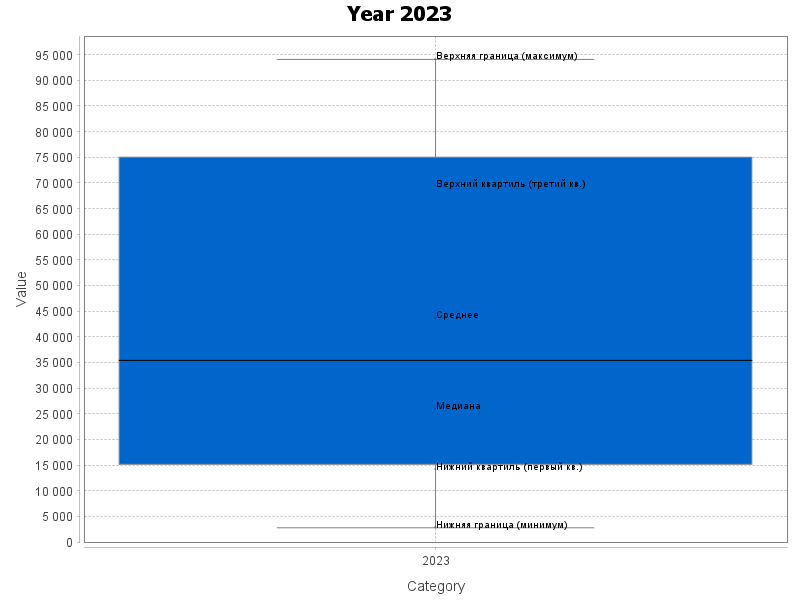 Year 2023
95 000
Верхняя граница (максимум)
90 000
85 000
80 000
75 000
70 000
Верхний квартиль (третий кв.)
65 000
60 000
55 000
50 000
Value
45 000
Среднее
40 000
35 000
30 000
25 000
Медиана
20 000
15 000
Нижний квартиль (первый кв.)
10 000
5 000
Нижняя граница (минимум)
0
2023
Category